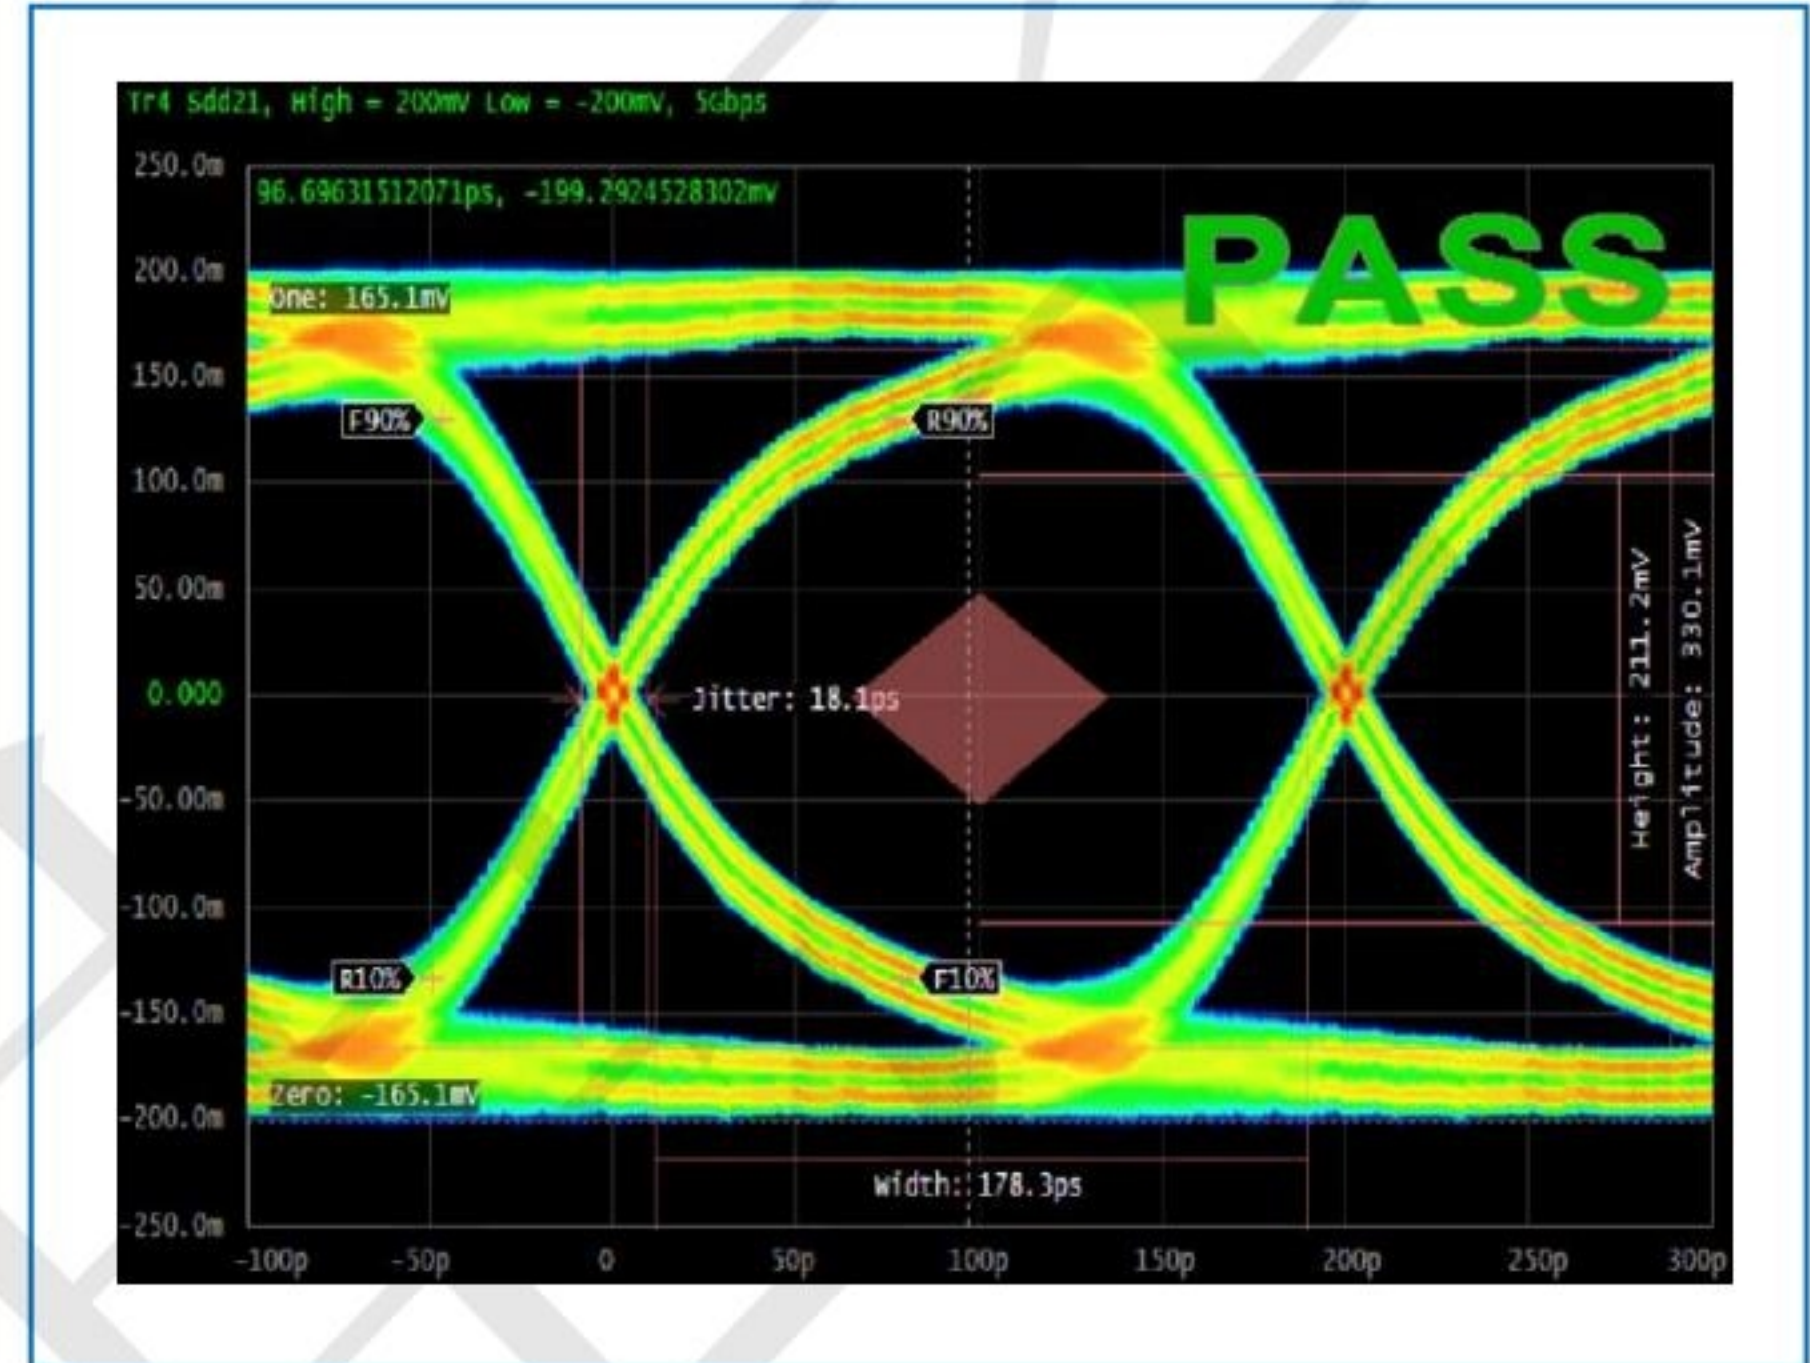 Tr4 Sdd21, High = 200mV Low = -200mV, 5Gbps
250.0m
96.69631512071ps, -199.2924528302mV
PASS
200.0m
One: 165.1mV
150.0m
F90%
R90%
100.0m
50.00m
0.000
Jitter: 18.1ps
Height: 211.2mV
Amplitude: 330.1mV
-50.00m
-100.0m
R10%
F10%
-150.0m
Zero: -165.1mV
-200.0m
Width: 178.3ps
-250.0m
-100p -50p 0 50p 100p 150p 200p 250p 300p